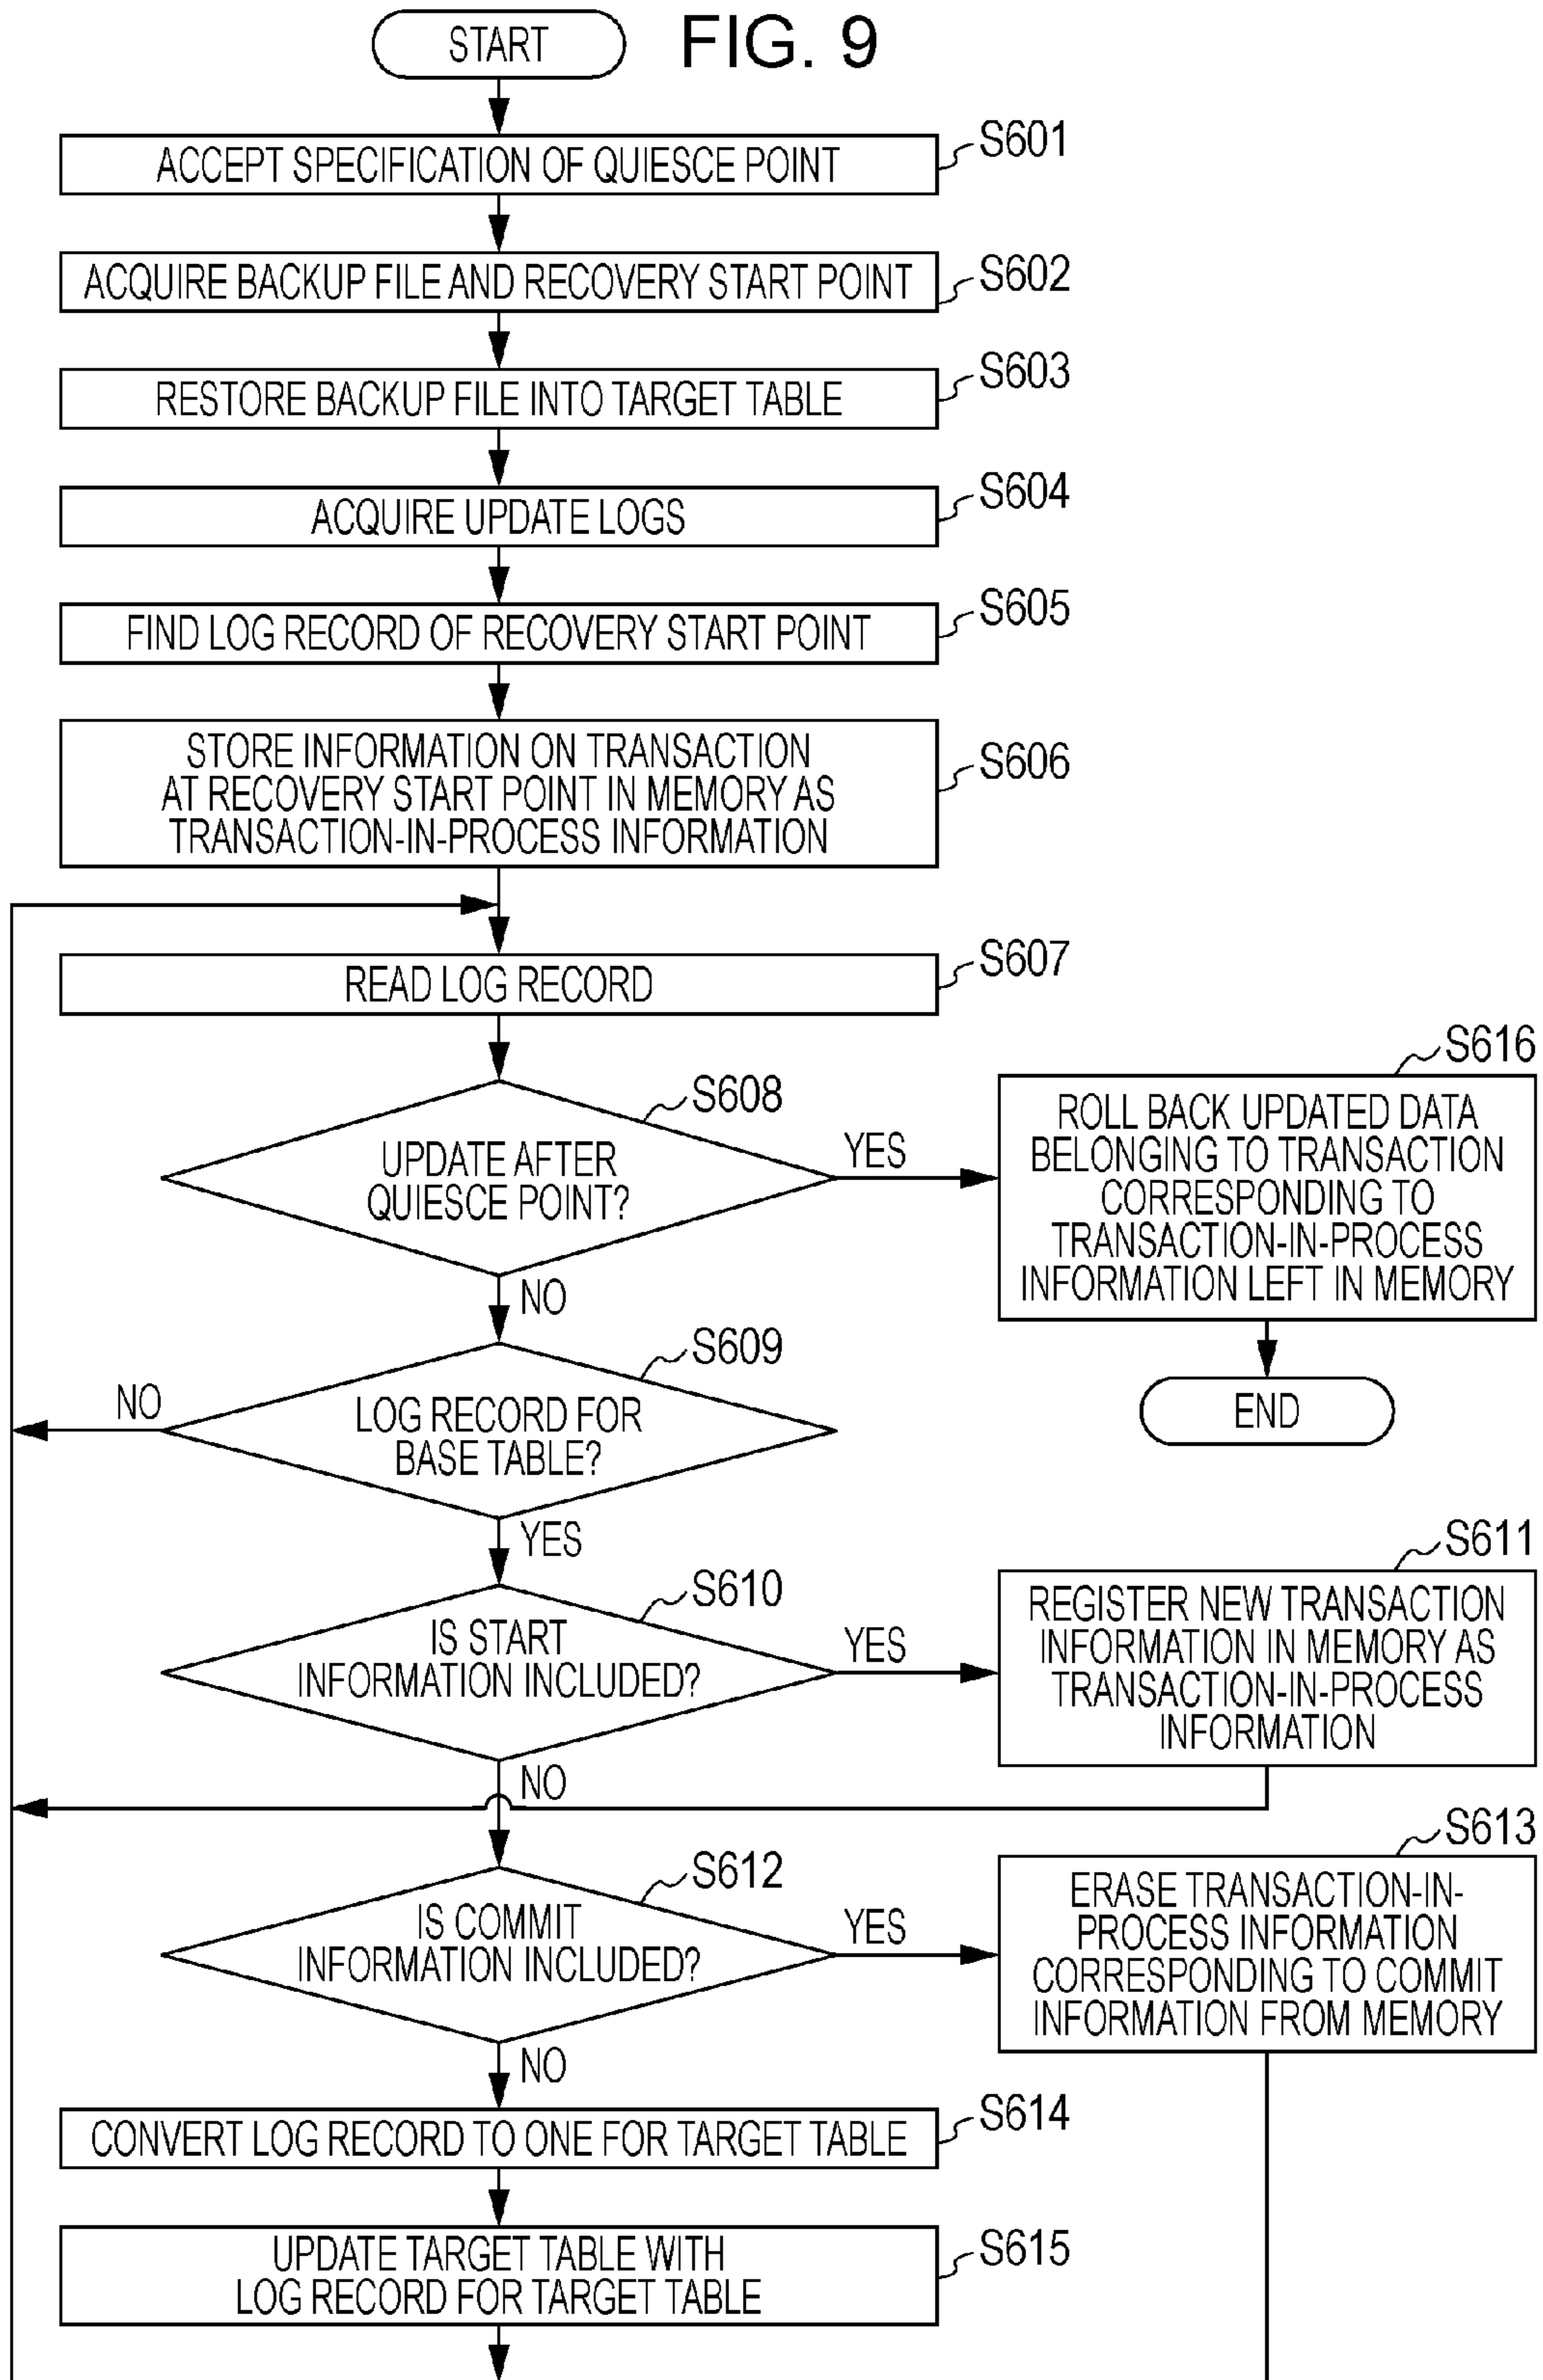 START
FIG. 9
ACCEPT SPECIFICATION OF QUIESCE POINT
S601
ACQUIRE BACKUP FILE AND RECOVERY START POINT
S602
RESTORE BACKUP FILE INTO TARGET TABLE
S603
ACQUIRE UPDATE LOGS
S604
FIND LOG RECORD OF RECOVERY START POINT
S605
STORE INFORMATION ON TRANSACTION
AT RECOVERY START POINT IN MEMORY AS
TRANSACTION-IN-PROCESS INFORMATION
S606
READ LOG RECORD
S607
UPDATE AFTER
QUIESCE POINT?
S608
YES
NO
S616
ROLL BACK UPDATED DATA
BELONGING TO TRANSACTION
CORRESPONDING TO
TRANSACTION-IN-PROCESS
INFORMATION LEFT IN MEMORY
END
S609
LOG RECORD FOR
BASE TABLE?
NO
YES
S610
IS START
INFORMATION INCLUDED?
YES
NO
S611
REGISTER NEW TRANSACTION
INFORMATION IN MEMORY AS
TRANSACTION-IN-PROCESS
INFORMATION
S612
IS COMMIT
INFORMATION INCLUDED?
YES
NO
S613
ERASE TRANSACTION-IN-
PROCESS INFORMATION
CORRESPONDING TO COMMIT
INFORMATION FROM MEMORY
CONVERT LOG RECORD TO ONE FOR TARGET TABLE
S614
UPDATE TARGET TABLE WITH
LOG RECORD FOR TARGET TABLE
S615